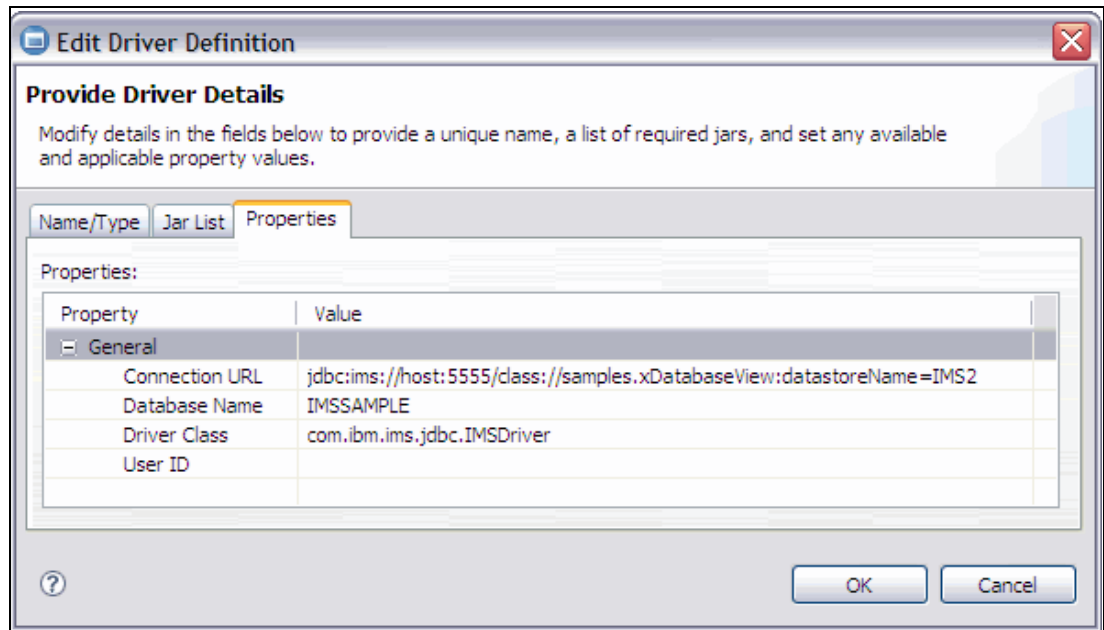 Edit Driver Definition
Provide Driver Details
Modify details in the fields below to provide a unique name, a list of required jars, and set any available
and applicable property values.
Name/Type Jar List Properties
Properties:
Property Value
General
Connection URL jdbc:ims://host:5555/class://samples.xDatabaseView:datastoreName=IMS2
Database Name IMSSAMPLE
Driver Class com.ibm.ims.jdbc.IMSDriver
User ID
? OK Cancel